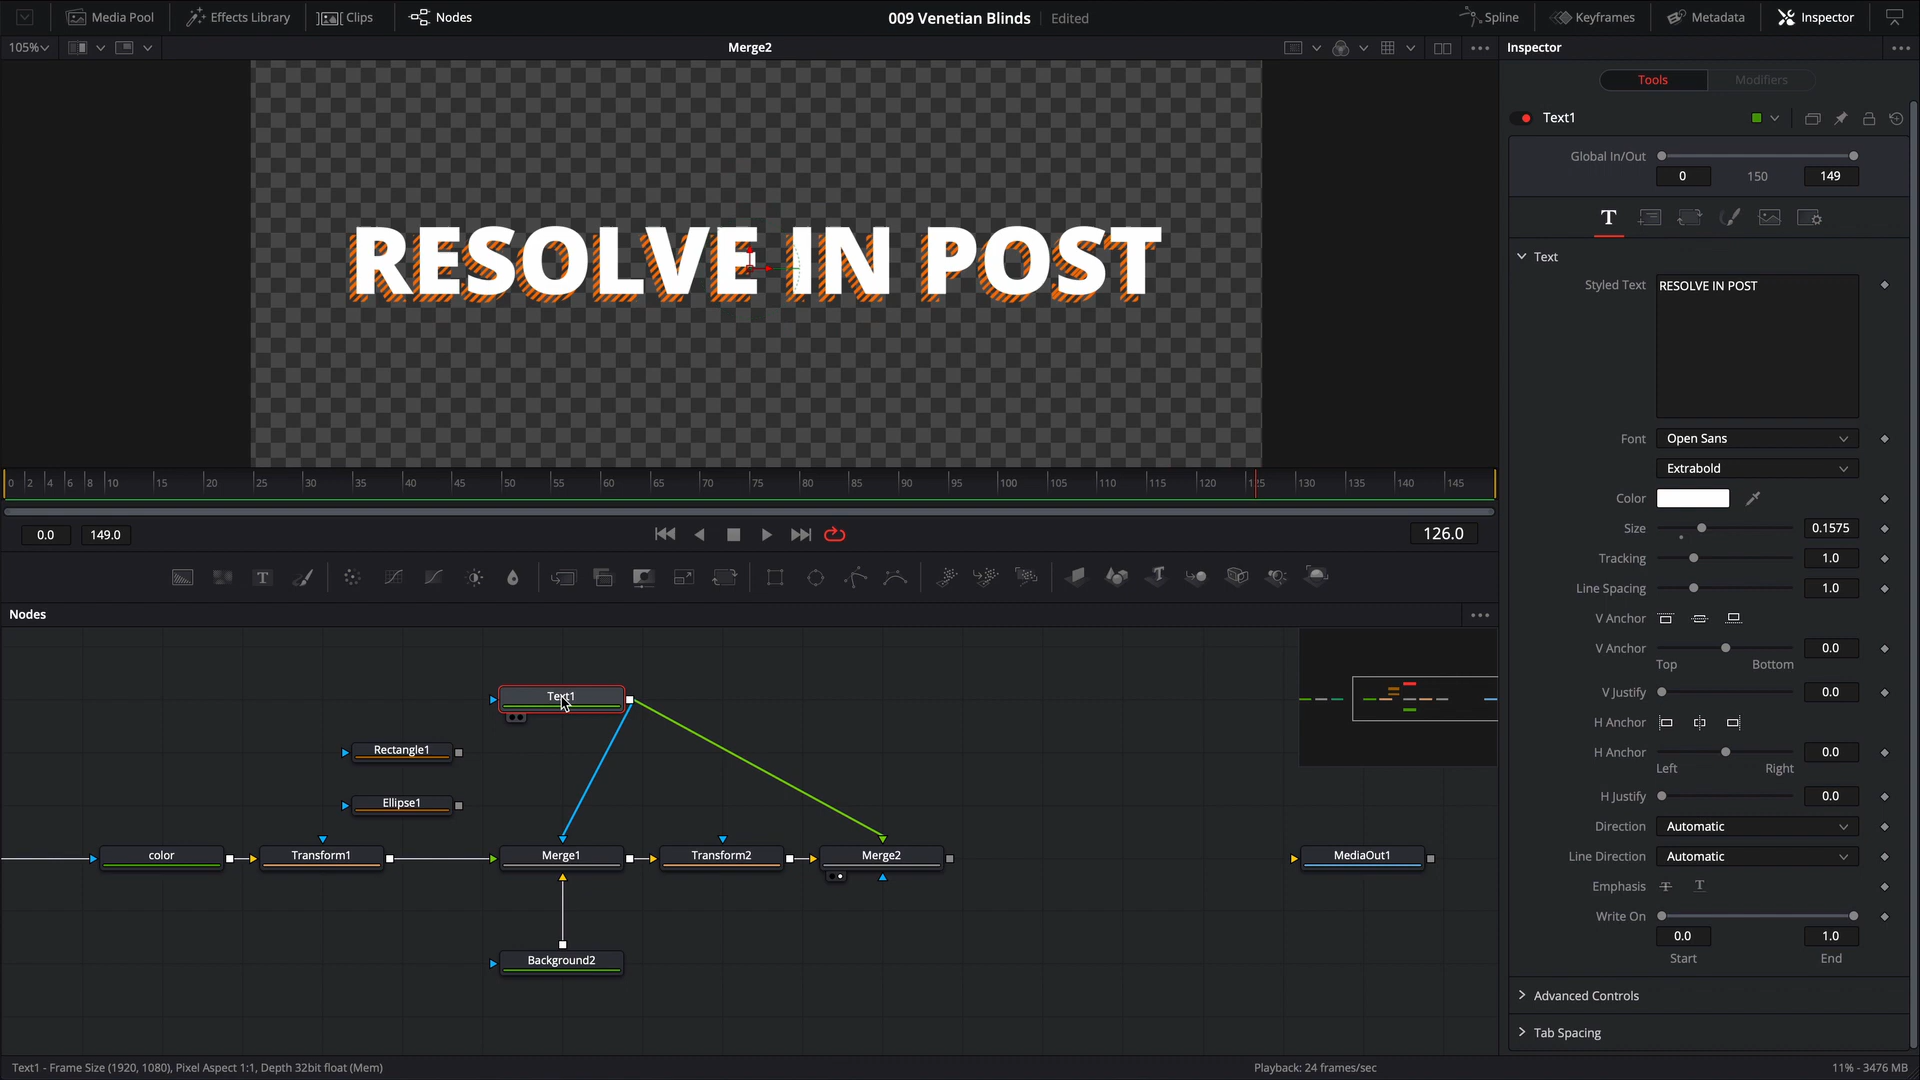 Media Pool Effects Library Clips Nodes 009 Venetian Blinds Edited Spline Keyframes Metadata Inspector
105% Merge2 Inspector
Tools Modifiers
Text1
Global In/Out
0 150 149
T
Text
Styled Text RESOLVE IN POST
RESOLVE IN POST
Font Open Sans
Extrabold
0 2 4 6 8 10 15 20 25 30 35 40 45 50 55 60 65 70 75 80 85 90 95 100 105 110 115 120 125 130 135 140 145
Color
Size 0.1575
0.0 149.0 126.0
Tracking 1.0
Line Spacing 1.0
V Anchor
V Anchor 0.0
Top Bottom
V Justify 0.0
H Anchor
H Anchor 0.0
Left Right
H Justify 0.0
Direction Automatic
Line Direction Automatic
Emphasis T T
Write On
0.0 1.0
Start End
Advanced Controls
Tab Spacing
Nodes
Text1
Rectangle1
Ellipse1
color Transform1 Merge1 Transform2 Merge2 MediaOut1
Background2
Text1 - Frame Size (1920, 1080), Pixel Aspect 1:1, Depth 32bit float (Mem) Playback: 24 frames/sec 11% - 3476 MB